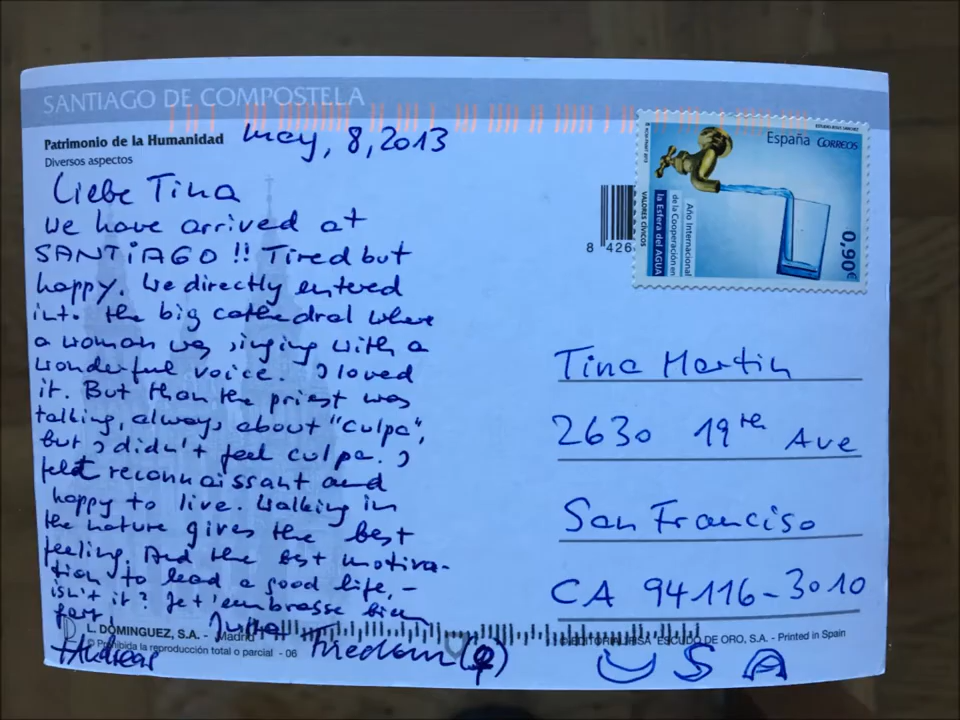 SANTIAGO DE COMPOSTELA
Patrimonio de la Humanidad
Diversos aspectos
may, 8, 2013
Liebe Tina
We have arrived at
SANTIAGO !! Tired but
happy. We directly entered
into the big cathedral where
a woman was singing with a
wonderful voice. I loved
it. But than the priest was
talking, always about "culpa",
but I didn't feel culpa. I
feld reconnaissant and
happy to live. Walking in
the nature gives the best
feeling. And the best motiva-
tion to lead a good life, -
isn't it? Je t'embrasse bien
fort,
+Andreas
España CORREOS
Año Internacional
de la Cooperación en
la Esfera del AGUA
VALORES CÍVICOS
0,90€
8 426
Tina Martin
2630 19th Ave
San Francisco
CA 94116-3010
USA
L. DOMINGUEZ, S.A. - Madrid
Prohibida la reproducción total o parcial - 06
ESCUDO DE ORO, S.A. - Printed in Spain